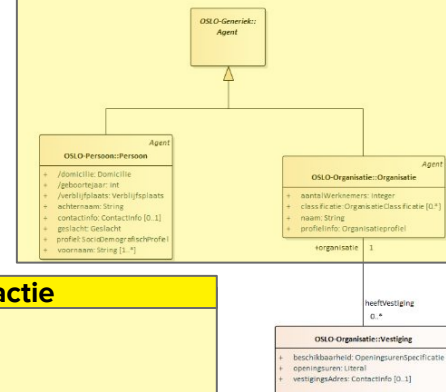 OSLO-Generiek::
Agent
Agent
OSLO-Persoon::Persoon
+ /domicilie: Domicilie
+ /geboortejaar: int
+ /verblijfplaats: Verblijfsplaats
+ achternaam: String
+ contactinfo: ContactInfo [0..1]
+ geslacht: Geslacht
+ profiel: SocioDemografischProfiel
+ voornaam: String [1..*]
Agent
OSLO-Organisatie::Organisatie
+ aantalWerknemers: Integer
+ classificatie: OrganisatieClassificatie [0..*]
+ naam: String
+ profielinfo: Organisatieprofiel
+organisatie 1
actie
heeftVestiging
0..*
OSLO-Organisatie::Vestiging
+ beschikbaarheid: OpeningsurenSpecificatie
+ openingsuren: Literal
+ vestigingsAdres: ContactInfo [0..1]